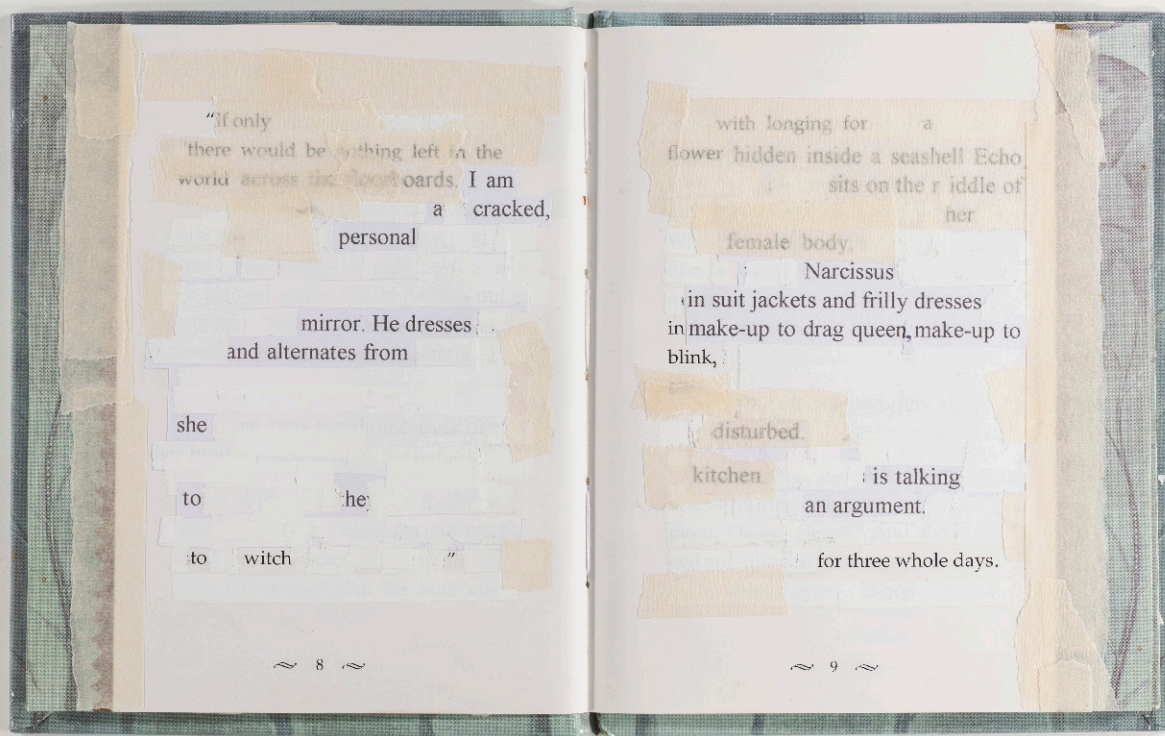 “if only
there would be nothing left in the
world across the floorboards. I am
a cracked,
personal
mirror. He dresses
and alternates from
she
to he
to witch ”
~ 8 ~
with longing for a
flower hidden inside a seashell Echo
sits on the r iddle of
her
female body.
Narcissus
in suit jackets and frilly dresses
in make-up to drag queen, make-up to
blink,
disturbed.
kitchen is talking
an argument.
for three whole days.
~ 9 ~